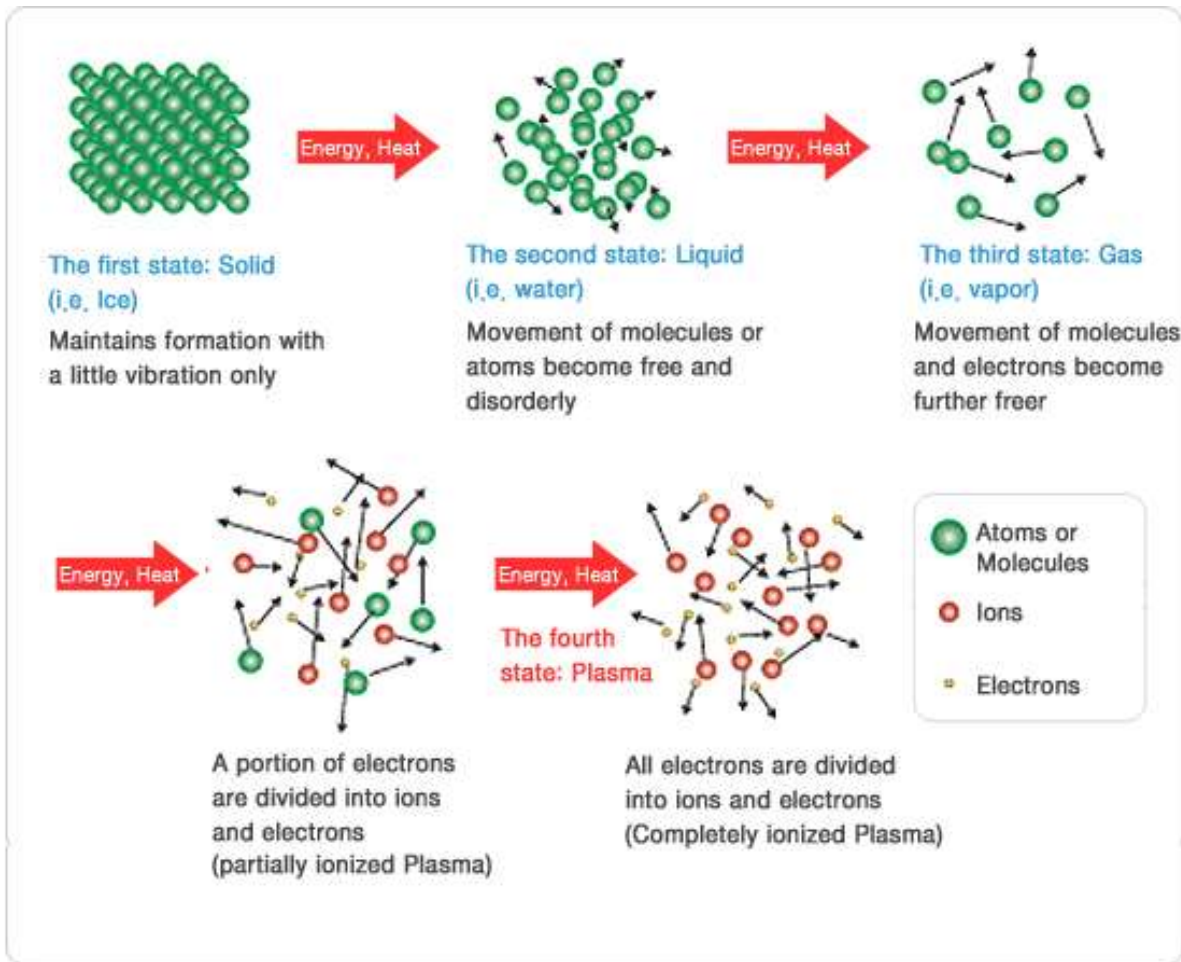 Energy, Heat
Energy, Heat
The first state: Solid
(i.e. Ice)
Maintains formation with
a little vibration only
The second state: Liquid
(i.e. water)
Movement of molecules or
atoms become free and
disorderly
The third state: Gas
(i.e. vapor)
Movement of molecules
and electrons become
further freer
Energy, Heat
Energy, Heat
The fourth
state: Plasma
Atoms or
Molecules
Ions
Electrons
A portion of electrons
are divided into ions
and electrons
(partially ionized Plasma)
All electrons are divided
into ions and electrons
(Completely ionized Plasma)